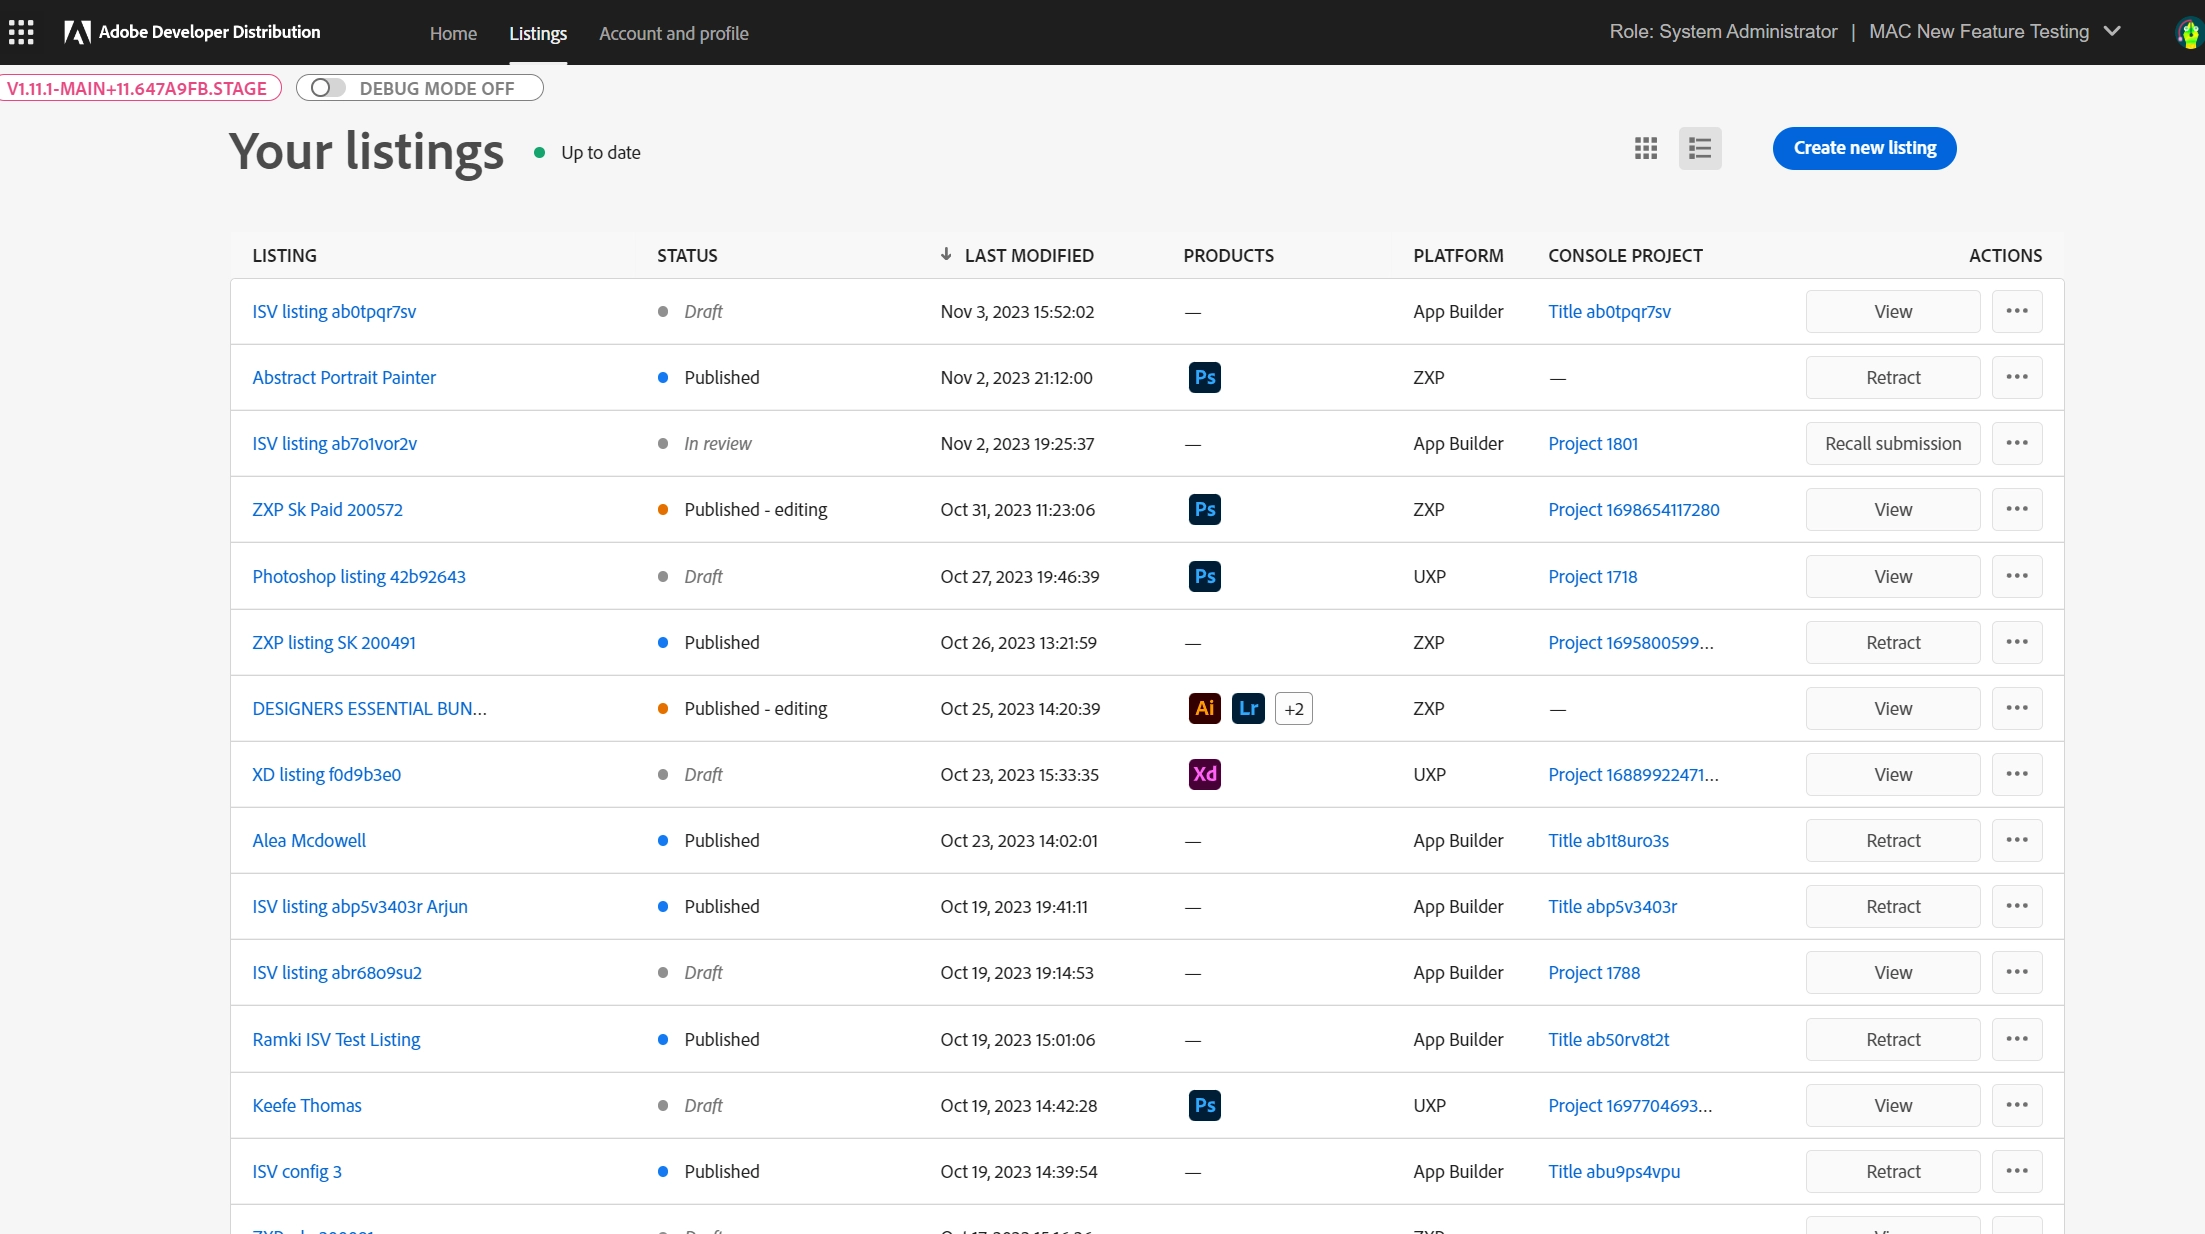 Adobe Developer Distribution Home Listings Account and profile Role: System Administrator | MAC New Feature Testing
V1.11.1-MAIN+11.647A9FB.STAGE DEBUG MODE OFF
Your listings Up to date Create new listing
LISTING STATUS LAST MODIFIED PRODUCTS PLATFORM CONSOLE PROJECT ACTIONS
ISV listing ab0tpqr7sv Draft Nov 3, 2023 15:52:02 — App Builder Title ab0tpqr7sv View
Abstract Portrait Painter Published Nov 2, 2023 21:12:00 Ps ZXP — Retract
ISV listing ab7o1vor2v In review Nov 2, 2023 19:25:37 — App Builder Project 1801 Recall submission
ZXP Sk Paid 200572 Published - editing Oct 31, 2023 11:23:06 Ps ZXP Project 1698654117280 View
Photoshop listing 42b92643 Draft Oct 27, 2023 19:46:39 Ps UXP Project 1718 View
ZXP listing SK 200491 Published Oct 26, 2023 13:21:59 — ZXP Project 1695800599... Retract
DESIGNERS ESSENTIAL BUN... Published - editing Oct 25, 2023 14:20:39 Ai Lr +2 ZXP — View
XD listing f0d9b3e0 Draft Oct 23, 2023 15:33:35 Xd UXP Project 16889922471... View
Alea Mcdowell Published Oct 23, 2023 14:02:01 — App Builder Title ab1t8uro3s Retract
ISV listing abp5v3403r Arjun Published Oct 19, 2023 19:41:11 — App Builder Title abp5v3403r Retract
ISV listing abr68o9su2 Draft Oct 19, 2023 19:14:53 — App Builder Project 1788 View
Ramki ISV Test Listing Published Oct 19, 2023 15:01:06 — App Builder Title ab50rv8t2t Retract
Keefe Thomas Draft Oct 19, 2023 14:42:28 Ps UXP Project 1697704693... View
ISV config 3 Published Oct 19, 2023 14:39:54 — App Builder Title abu9ps4vpu Retract